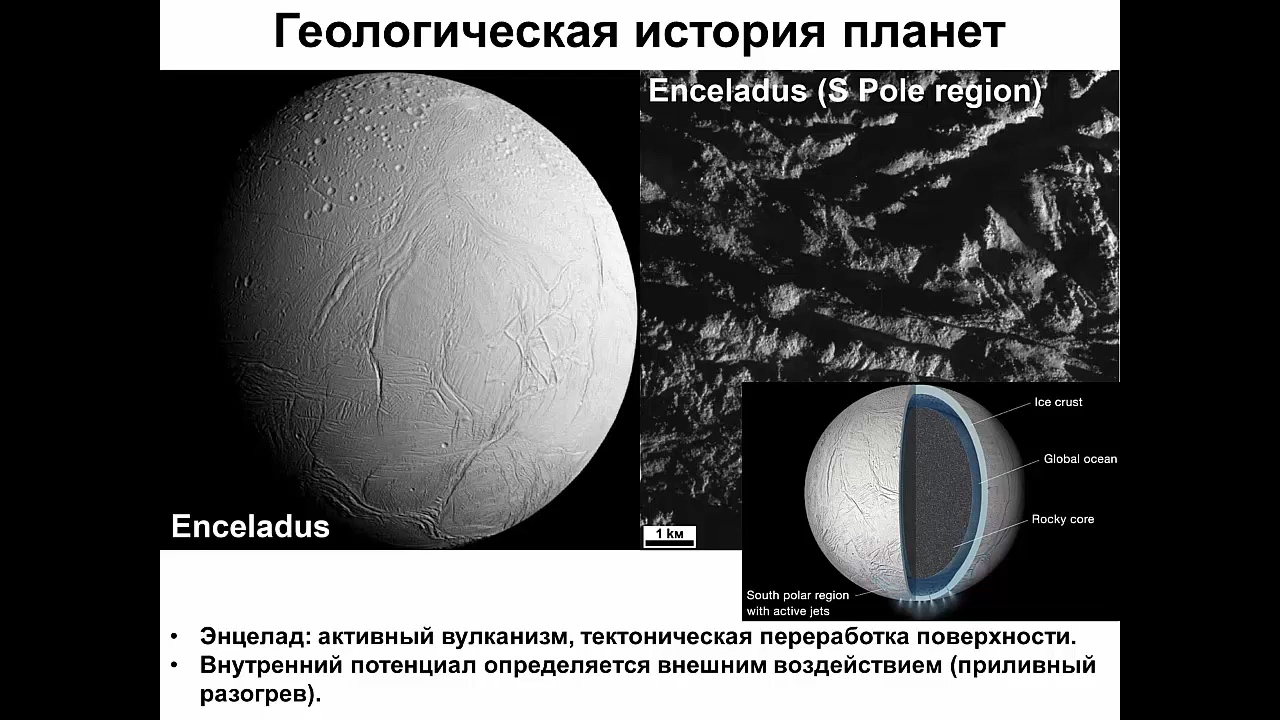 Геологическая история планет
Enceladus (S Pole region)
Ice crust
Global ocean
Rocky core
Enceladus
1 км
South polar region
with active jets
• Энцелад: активный вулканизм, тектоническая переработка поверхности.
• Внутренний потенциал определяется внешним воздействием (приливный
разогрев).